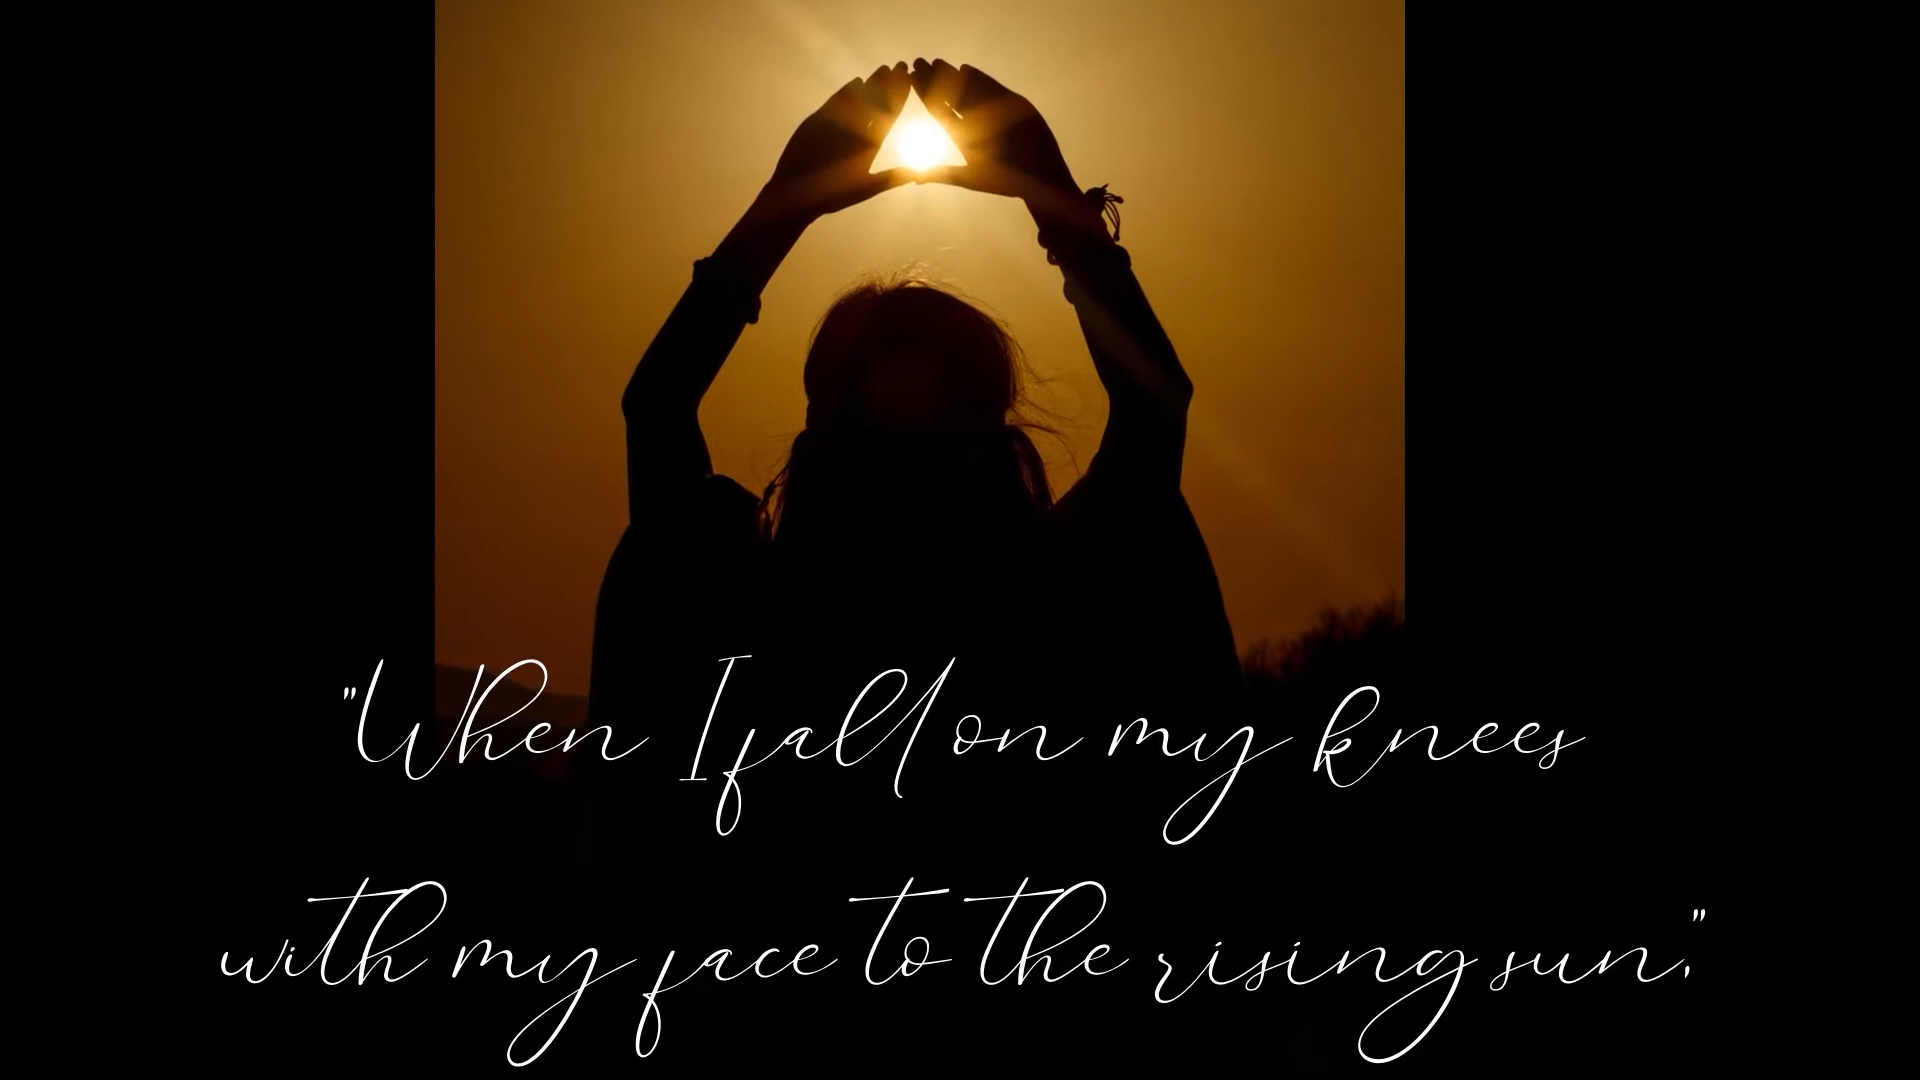 "When I fall on my knees
with my face to the rising sun,"